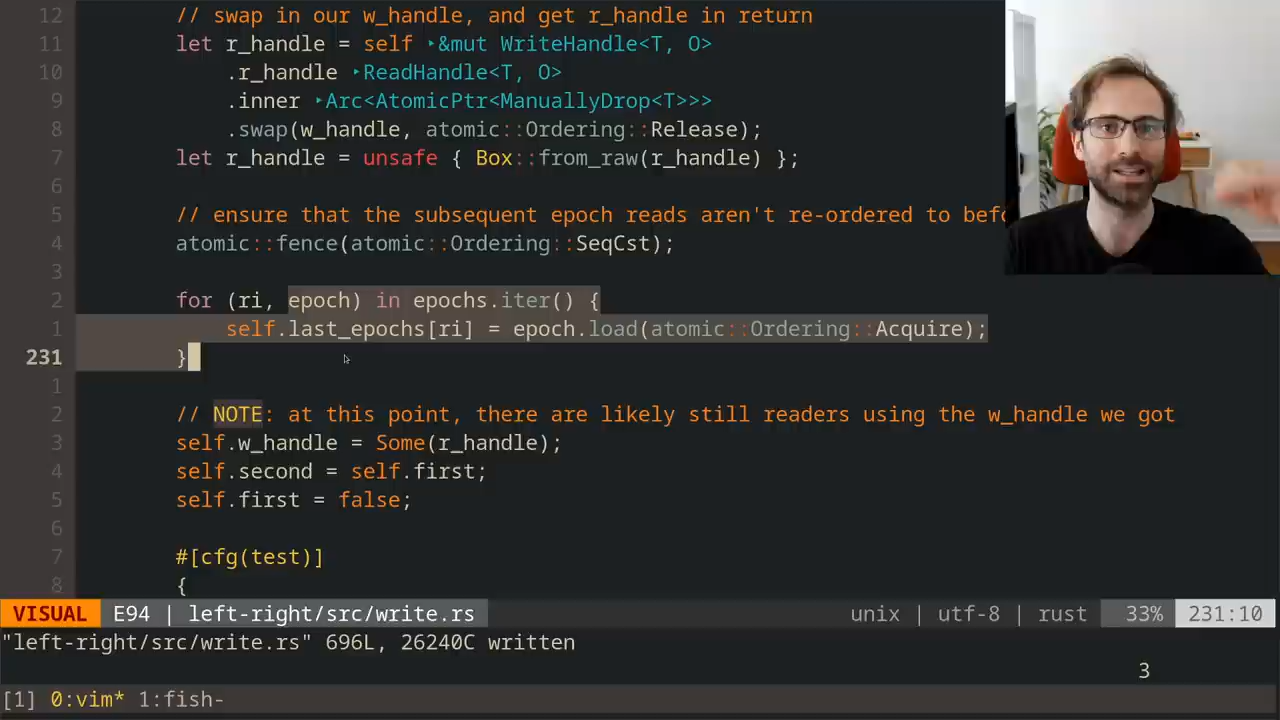 12 // swap in our w_handle, and get r_handle in return
11 let r_handle = self ‣&mut WriteHandle<T, O>
10 .r_handle ‣ReadHandle<T, O>
9 .inner ‣Arc<AtomicPtr<ManuallyDrop<T>>>
8 .swap(w_handle, atomic::Ordering::Release);
7 let r_handle = unsafe { Box::from_raw(r_handle) };
6
5 // ensure that the subsequent epoch reads aren't re-ordered to befo
4 atomic::fence(atomic::Ordering::SeqCst);
3
2 for (ri, epoch) in epochs.iter() {
1 self.last_epochs[ri] = epoch.load(atomic::Ordering::Acquire);
231 }
1
2 // NOTE: at this point, there are likely still readers using the w_handle we got
3 self.w_handle = Some(r_handle);
4 self.second = self.first;
5 self.first = false;
6
7 #[cfg(test)]
8 {
VISUAL E94 | left-right/src/write.rs unix | utf-8 | rust 33% 231:10
"left-right/src/write.rs" 696L, 26240C written
3
[1] 0:vim* 1:fish-